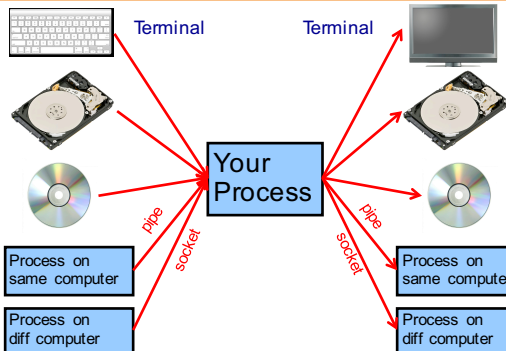 Terminal
Terminal
Your
Process
pipe
socket
pipe
socket
Process on
same computer
Process on
diff computer
Process on
same compute
Process on
diff computer